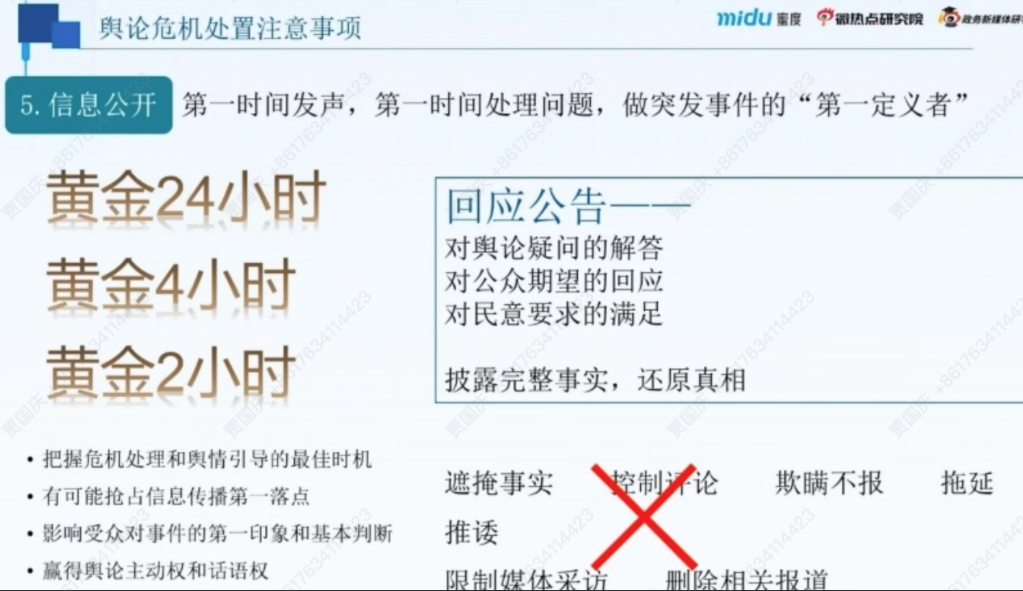 舆论危机处置注意事项
midu 蜜度 微热点研究院 政务新媒体研
5.信息公开 第一时间发声，第一时间处理问题，做突发事件的“第一定义者”
黄金24小时
黄金4小时
黄金2小时
回应公告——
对舆论疑问的解答
对公众期望的回应
对民意要求的满足
披露完整事实，还原真相
• 把握危机处理和舆情引导的最佳时机
• 有可能抢占信息传播第一落点
• 影响受众对事件的第一印象和基本判断
• 赢得舆论主动权和话语权
遮掩事实 控制评论 欺瞒不报 拖延
推诿
限制媒体采访 删除相关报道
贾国庆 +8617634114423